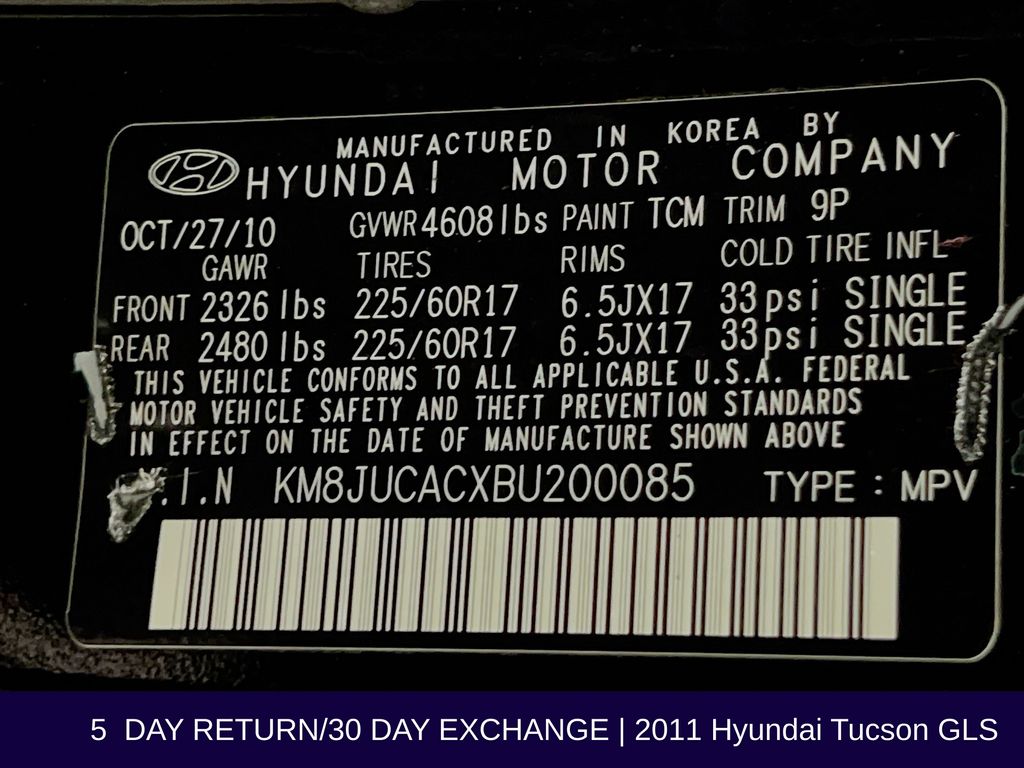 MANUFACTURED IN KOREA BY
HYUNDAI MOTOR COMPANY
OCT/27/10 GVWR 4608 lbs PAINT TCM TRIM 9P
GAWR TIRES RIMS COLD TIRE INFL
FRONT 2326 lbs 225/60R17 6.5JX17 33psi SINGLE
REAR 2480 lbs 225/60R17 6.5JX17 33psi SINGLE
THIS VEHICLE CONFORMS TO ALL APPLICABLE U.S.A. FEDERAL
MOTOR VEHICLE SAFETY AND THEFT PREVENTION STANDARDS
IN EFFECT ON THE DATE OF MANUFACTURE SHOWN ABOVE
.I.N KM8JUCACXBU200085 TYPE : MPV
5 DAY RETURN/30 DAY EXCHANGE | 2011 Hyundai Tucson GLS